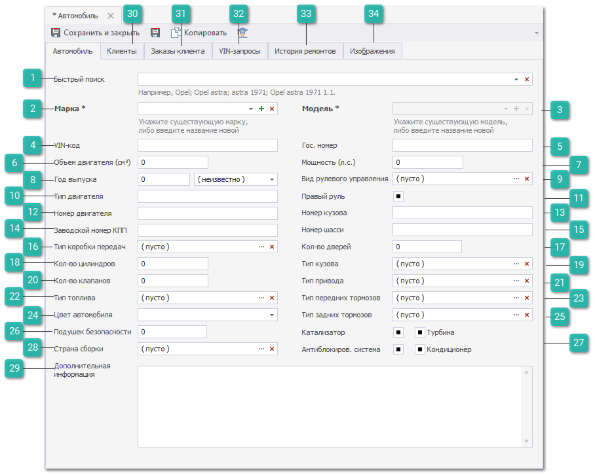 30 31 32 33 34
* Автомобиль
Сохранить и закрыть Копировать
Автомобиль Клиенты Заказы клиента VIN-запросы История ремонтов Изображения
1 Быстрый поиск
Например, Opel; Opel astra; astra 1971; Opel astra 1971 1.1.
2 Марка * Модель * 3
Укажите существующую марку, Укажите существующую модель,
либо введите название новой либо введите название новой
4 VIN-код Гос. номер 5
6 Объем двигателя (см³) 0 Мощность (л.с.) 0 7
8 Год выпуска 0 (неизвестно) Вид рулевого управления (пусто) 9
10 Тип двигателя Правый руль 11
12 Номер двигателя Номер кузова 13
14 Заводской номер КПП Номер шасси 15
16 Тип коробки передач (пусто) Кол-во дверей 0 17
18 Кол-во цилиндров 0 Тип кузова (пусто) 19
20 Кол-во клапанов 0 Тип привода (пусто) 21
22 Тип топлива (пусто) Тип передних тормозов (пусто) 23
24 Цвет автомобиля Тип задних тормозов (пусто) 25
26 Подушек безопасности 0 Катализатор Турбина
28 Страна сборки (пусто) Антиблокиров. система Кондиционер 27
29 Дополнительная
информация